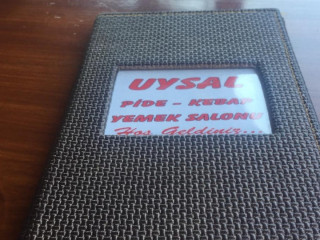 UYSAL
PİDE - KEBAP
YEMEK SALONU
Hoş Geldiniz...